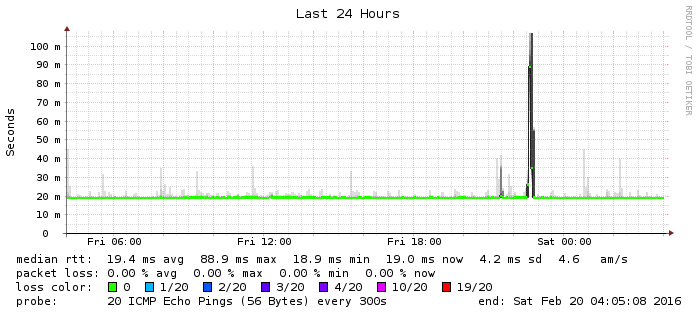 Last 24 Hours
RRDTOOL / TOBI OETIKER
Seconds
100 m
90 m
80 m
70 m
60 m
50 m
40 m
30 m
20 m
10 m
0
Fri 06:00 Fri 12:00 Fri 18:00 Sat 00:00
median rtt: 19.4 ms avg 88.9 ms max 18.9 ms min 19.0 ms now 4.2 ms sd 4.6 am/s
packet loss: 0.00 % avg 0.00 % max 0.00 % min 0.00 % now
loss color: 0 1/20 2/20 3/20 4/20 10/20 19/20
probe: 20 ICMP Echo Pings (56 Bytes) every 300s end: Sat Feb 20 04:05:08 2016